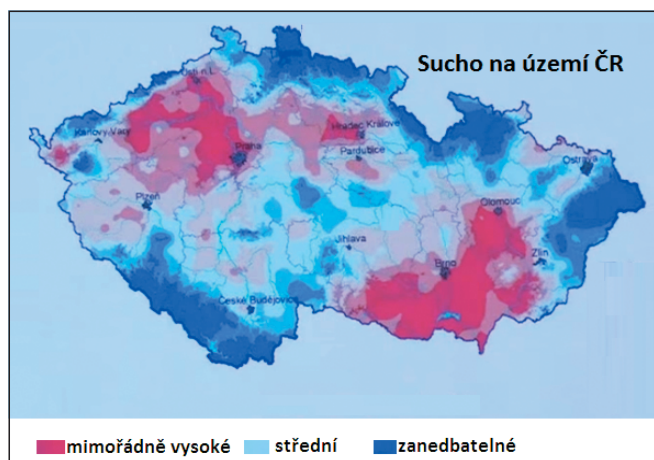 Sucho na území ČR
Ústí n.L.
Karlovy Vary
Praha
Hradec Králové
Pardubice
Plzeň
Ostrava
Olomouc
Jihlava
Zlín
Brno
České Budějovice
mimořádně vysoké střední zanedbatelné